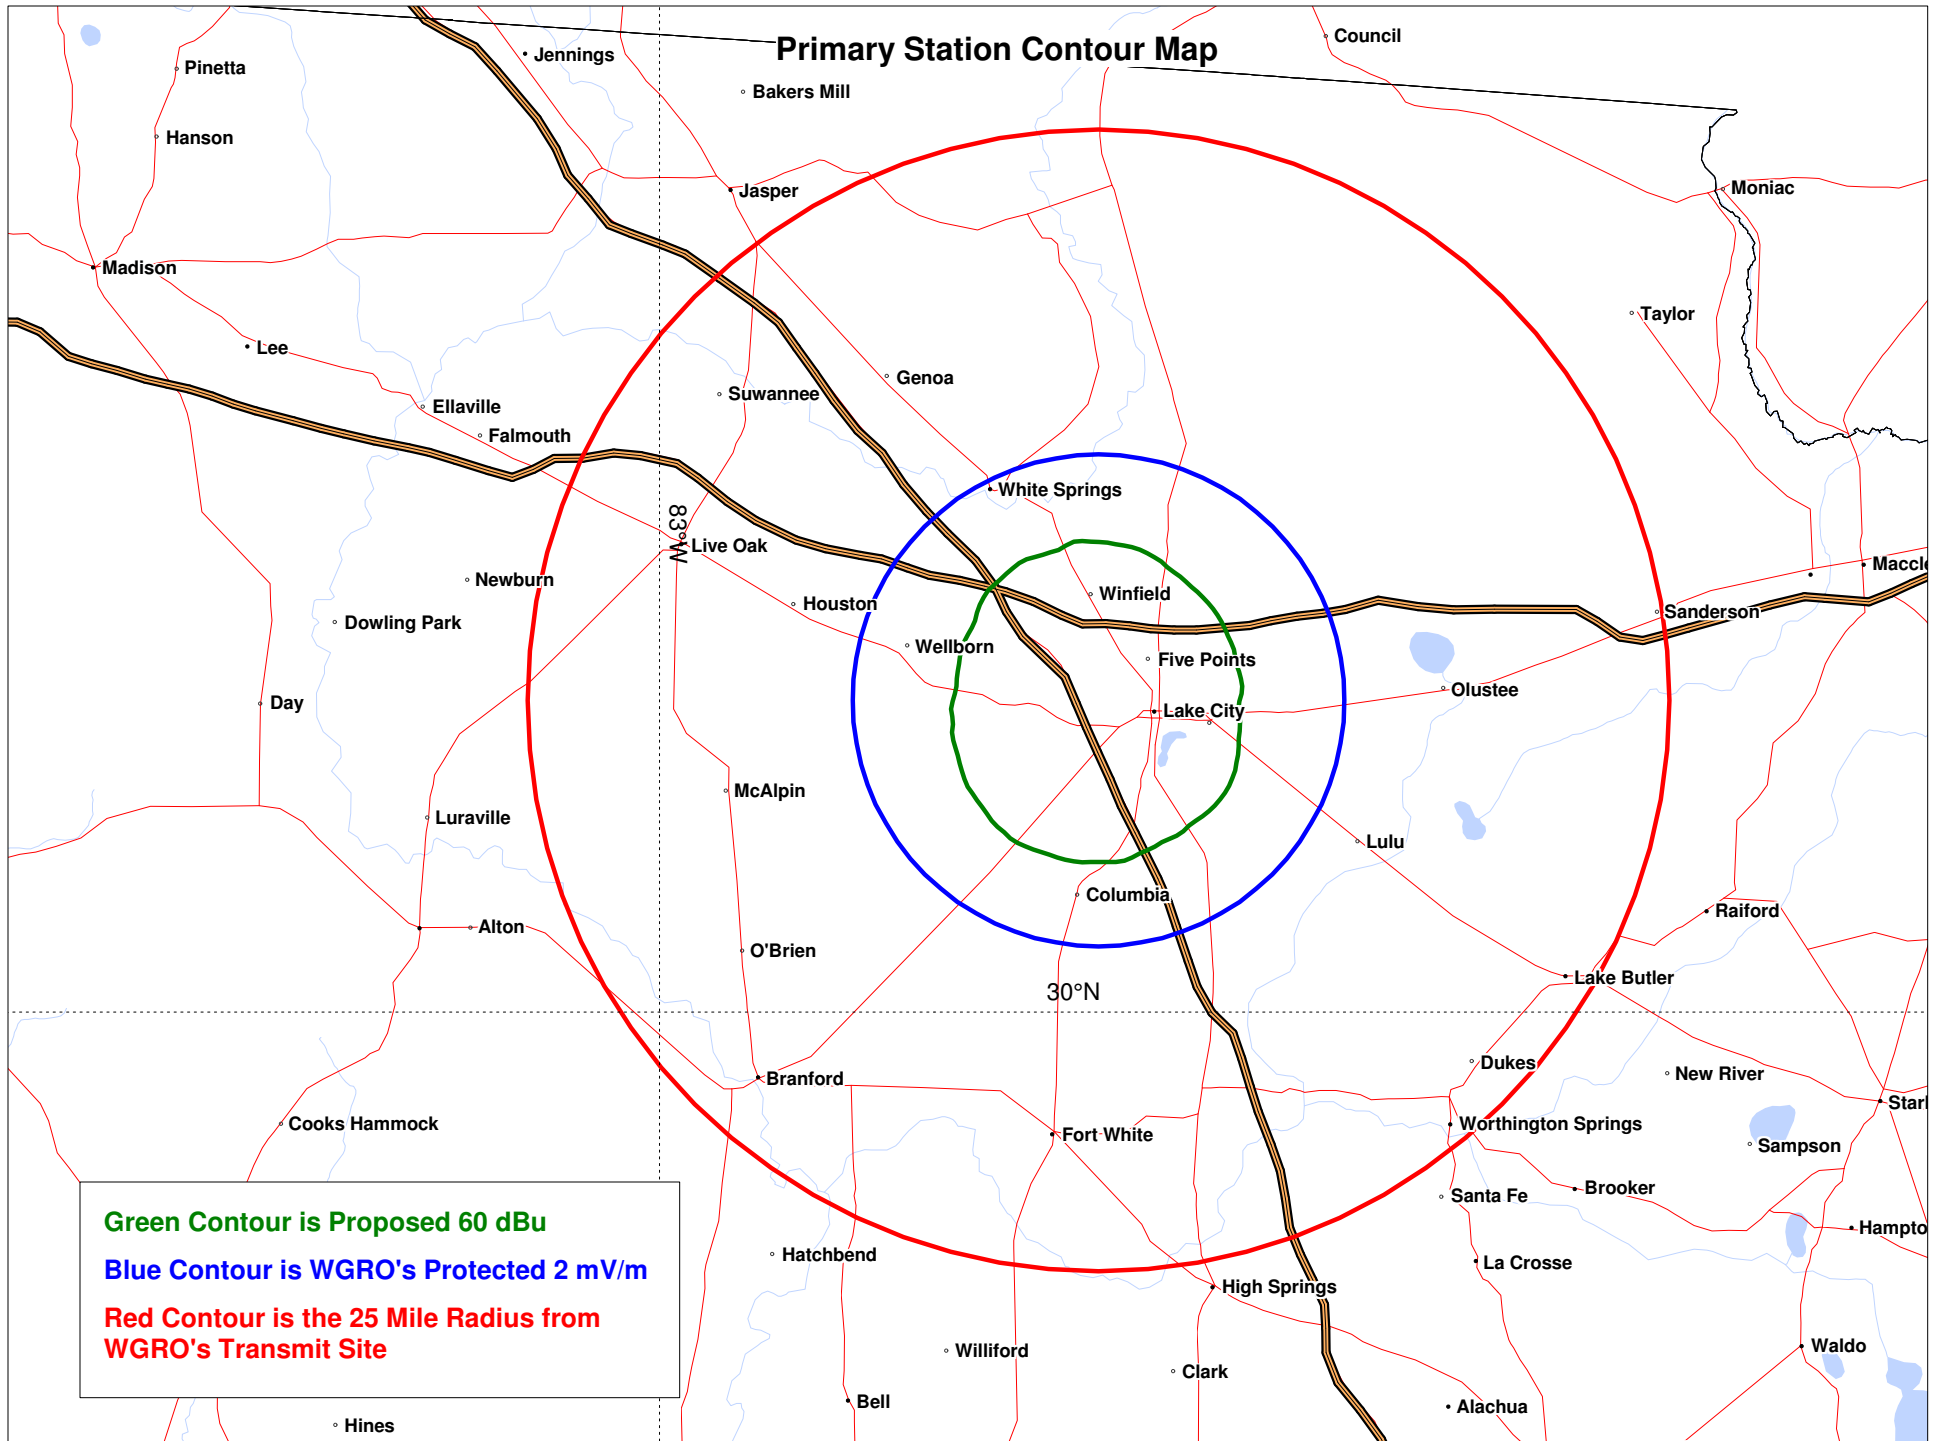 Primary Station Contour Map
Council
Jennings
Pinetta
Bakers Mill
Hanson
Jasper
Moniac
Madison
Taylor
Lee
Genoa
Suwannee
Ellaville
Falmouth
White Springs
83°W
Live Oak
Maccle
Newburn
Winfield
Houston
Sanderson
Dowling Park
Wellborn
Five Points
Olustee
Day
Lake City
McAlpin
Luraville
Lulu
Columbia
Raiford
Alton
O'Brien
Lake Butler
30°N
Dukes
New River
Branford
Starl
Cooks Hammock
Worthington Springs
Fort White
Sampson
Brooker
Santa Fe
Green Contour is Proposed 60 dBu
Hampto
Hatchbend
La Crosse
Blue Contour is WGRO's Protected 2 mV/m
High Springs
Red Contour is the 25 Mile Radius from
WGRO's Transmit Site
Waldo
Williford
Clark
Bell
Alachua
Hines